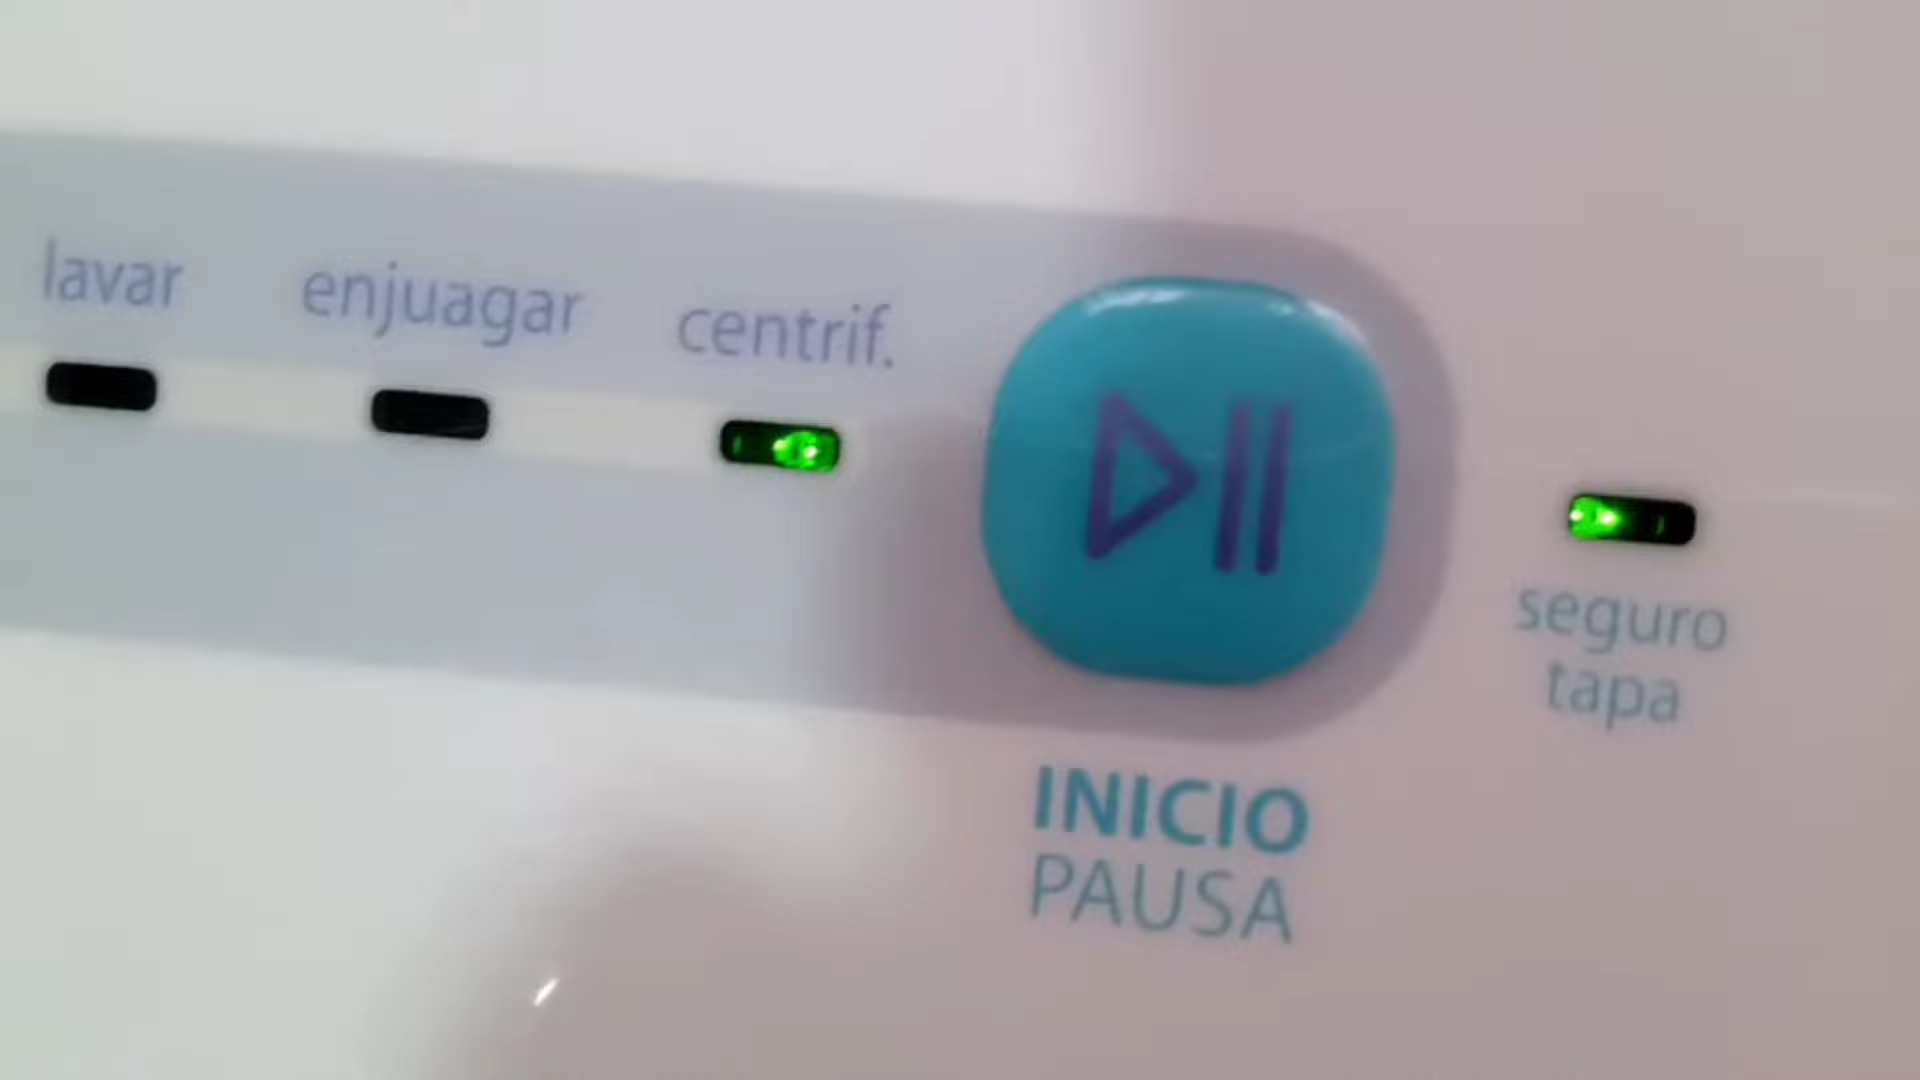 lavar
enjuagar
centrif.
seguro
tapa
INICIO
PAUSA